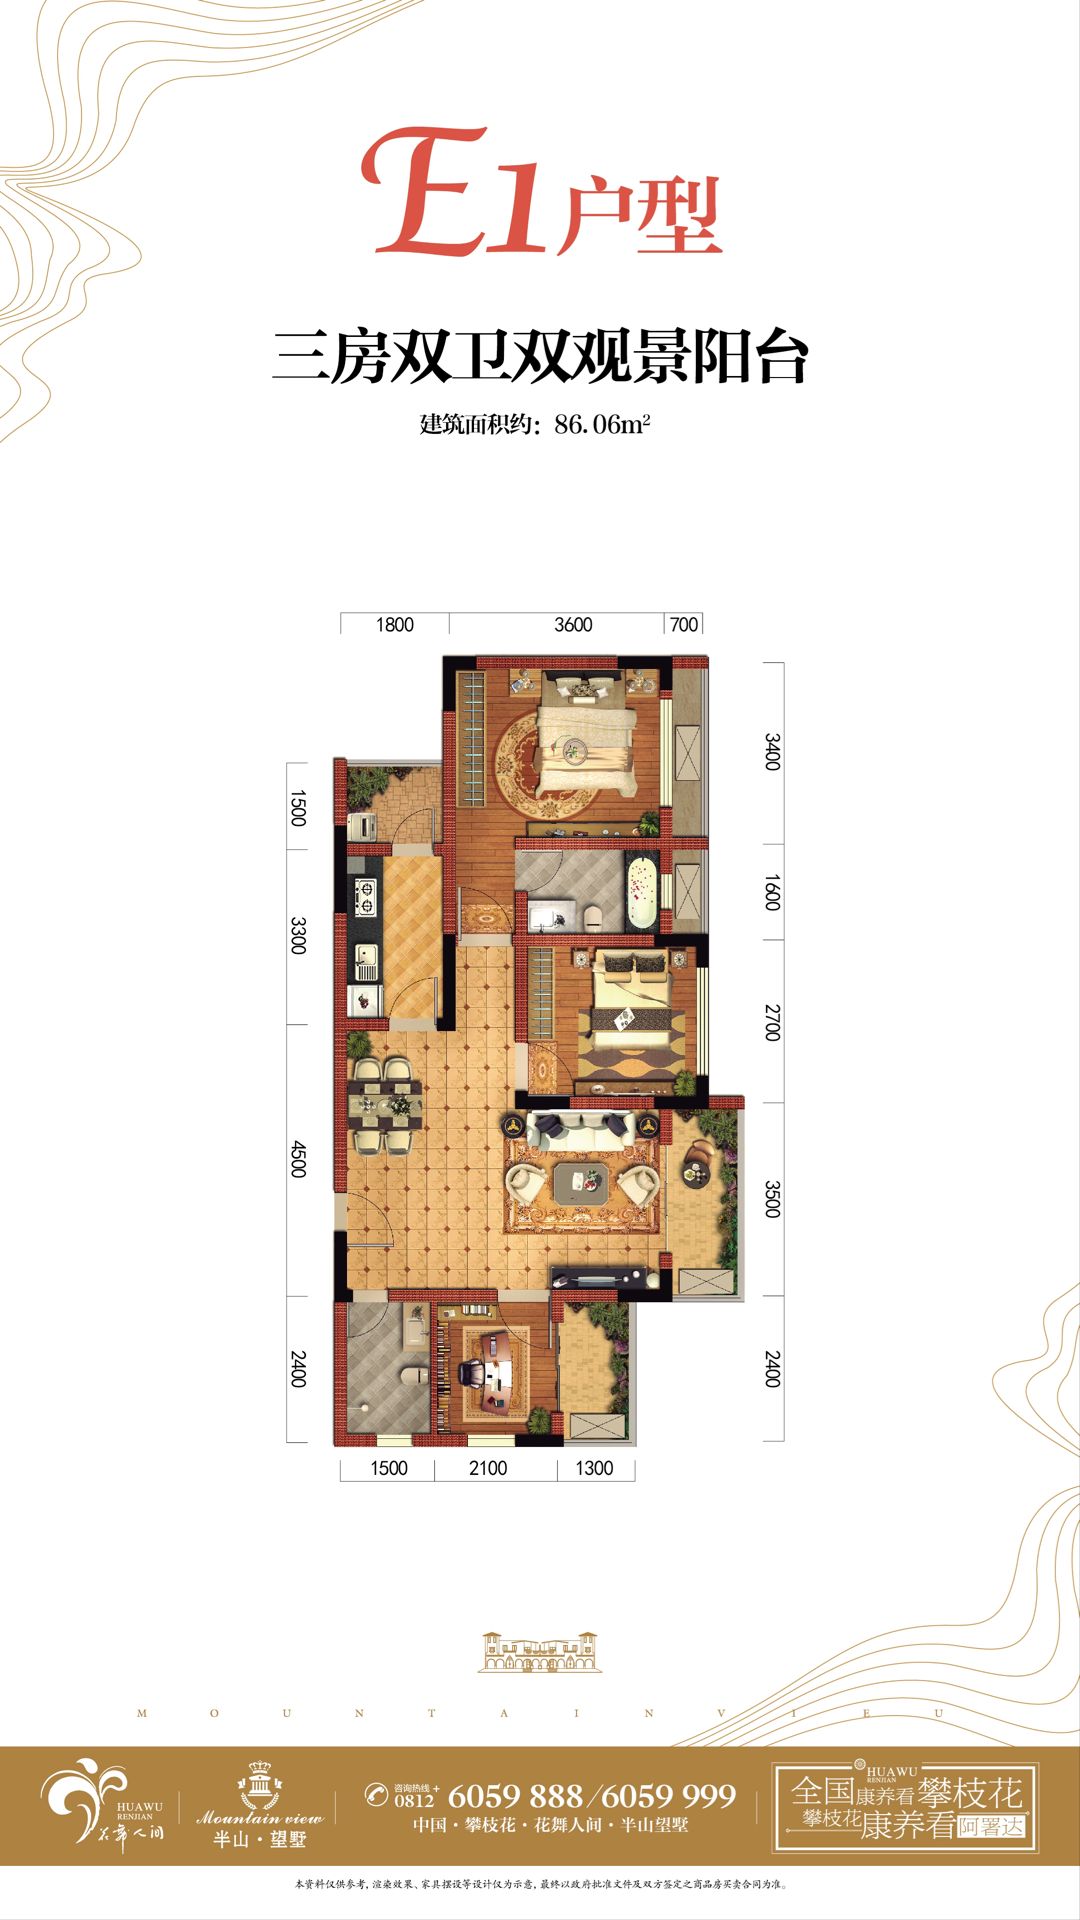 E1户型
三房双卫双观景阳台
建筑面积约：86.06m²
1800 3600 700
3400
1600
2700
3500
2400
1500
3300
4500
2400
1500 2100 1300
MOUNTAINVIEU
HUAWU
RENJIAN
花舞人间
Mountain view
半山·望墅
咨询热线+
0812 6059 888/6059 999
中国·攀枝花·花舞人间·半山望墅
HUAWU
RENJIAN
全国康养看攀枝花
攀枝花康养看阿署达
本资料仅供参考,渲染效果、家具摆设等设计仅为示意,最终以政府批准文件及双方签定之商品房买卖合同为准。